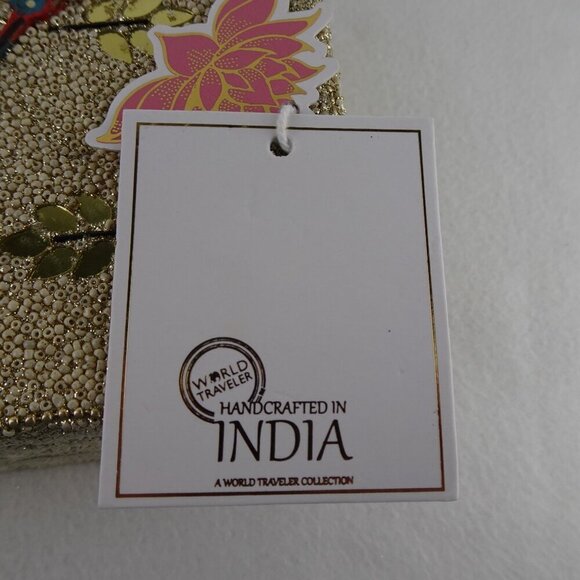 WORLD
TRAVELER
HANDCRAFTED IN
INDIA
A WORLD TRAVELER COLLECTION